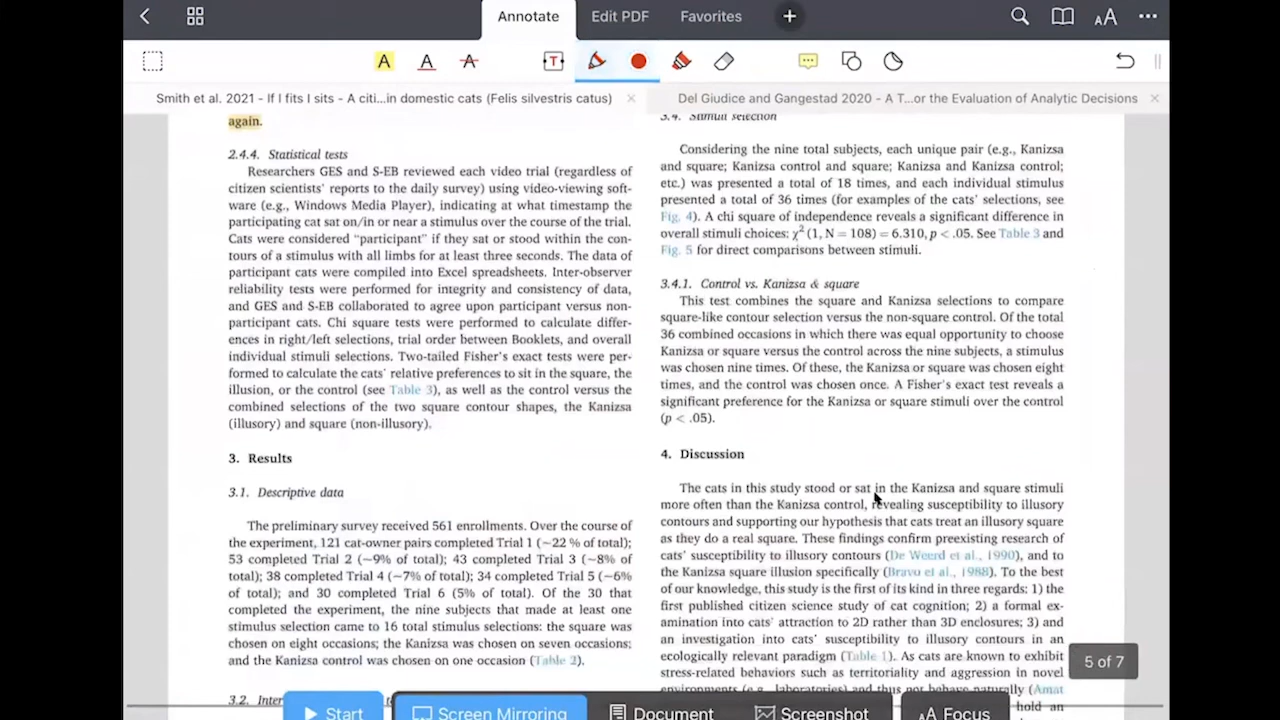 Annotate
Edit PDF
Favorites
Smith et al. 2021 - If I fits I sits - A citi...in domestic cats (Felis silvestris catus)
Del Giudice and Gangestad 2020 - A T...or the Evaluation of Analytic Decisions
again.
2.4.4. Statistical tests
Researchers GES and S-EB reviewed each video trial (regardless of
citizen scientists' reports to the daily survey) using video-viewing soft-
ware (e.g., Windows Media Player), indicating at what timestamp the
participating cat sat on/in or near a stimulus over the course of the trial.
Cats were considered "participant" if they sat or stood within the con-
tours of a stimulus with all limbs for at least three seconds. The data of
participant cats were compiled into Excel spreadsheets. Inter-observer
reliability tests were performed for integrity and consistency of data,
and GES and S-EB collaborated to agree upon participant versus non-
participant cats. Chi square tests were performed to calculate differ-
ences in right/left selections, trial order between Booklets, and overall
individual stimuli selections. Two-tailed Fisher's exact tests were per-
formed to calculate the cats' relative preferences to sit in the square, the
illusion, or the control (see Table 3), as well as the control versus the
combined selections of the two square contour shapes, the Kanizsa
(illusory) and square (non-illusory).
3. Results
3.1. Descriptive data
The preliminary survey received 561 enrollments. Over the course of
the experiment, 121 cat-owner pairs completed Trial 1 (~22 % of total);
53 completed Trial 2 (~9% of total); 43 completed Trial 3 (~8% of
total); 38 completed Trial 4 (~7% of total); 34 completed Trial 5 (~6%
of total); and 30 completed Trial 6 (5% of total). Of the 30 that
completed the experiment, the nine subjects that made at least one
stimulus selection came to 16 total stimulus selections: the square was
chosen on eight occasions; the Kanizsa was chosen on seven occasions;
and the Kanizsa control was chosen on one occasion (Table 2).
3.2. Inter
3.4. Stimuli selection
Considering the nine total subjects, each unique pair (e.g., Kanizsa
and square; Kanizsa control and square; Kanizsa and Kanizsa control;
etc.) was presented a total of 18 times, and each individual stimulus
presented a total of 36 times (for examples of the cats' selections, see
Fig. 4). A chi square of independence reveals a significant difference in
overall stimuli choices: χ² (1, N = 108) = 6.310, p < .05. See Table 3 and
Fig. 5 for direct comparisons between stimuli.
3.4.1. Control vs. Kanizsa & square
This test combines the square and Kanizsa selections to compare
square-like contour selection versus the non-square control. Of the total
36 combined occasions in which there was equal opportunity to choose
Kanizsa or square versus the control across the nine subjects, a stimulus
was chosen nine times. Of these, the Kanizsa or square was chosen eight
times, and the control was chosen once. A Fisher's exact test reveals a
significant preference for the Kanizsa or square stimuli over the control
(p < .05).
4. Discussion
The cats in this study stood or sat in the Kanizsa and square stimuli
more often than the Kanizsa control, revealing susceptibility to illusory
contours and supporting our hypothesis that cats treat an illusory square
as they do a real square. These findings confirm preexisting research of
cats' susceptibility to illusory contours (De Weerd et al., 1990), and to
the Kanizsa square illusion specifically (Bravo et al., 1988). To the best
of our knowledge, this study is the first of its kind in three regards: 1) the
first published citizen science study of cat cognition; 2) a formal ex-
amination into cats' attraction to 2D rather than 3D enclosures; 3) and
an investigation into cats' susceptibility to illusory contours in an
ecologically relevant paradigm (Table 1). As cats are known to exhibit
stress-related behaviors such as territoriality and aggression in novel
environments (e.g., laboratories) and thus not behave naturally (Amat
hold an
5 of 7
Start
Screen Mirroring
Document
Screenshot
AA Focus